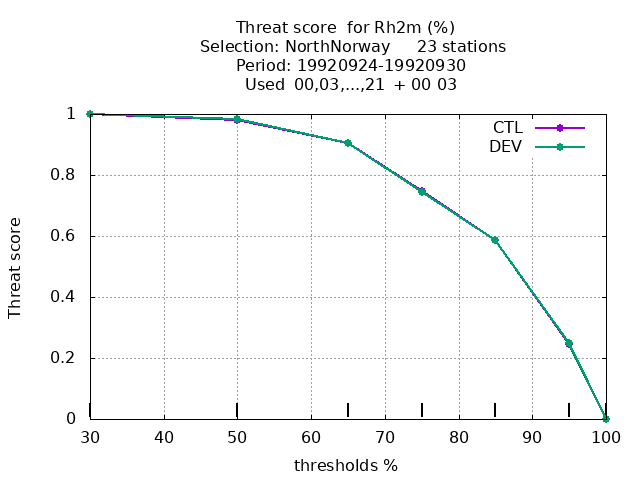 Threat score  for Rh2m (%)
Selection: NorthNorway     23 stations
Period: 19920924-19920930
Used  00,03,...,21  + 00 03
CTL
DEV
Threat score
1
0.8
0.6
0.4
0.2
0
30 40 50 60 70 80 90 100
thresholds %